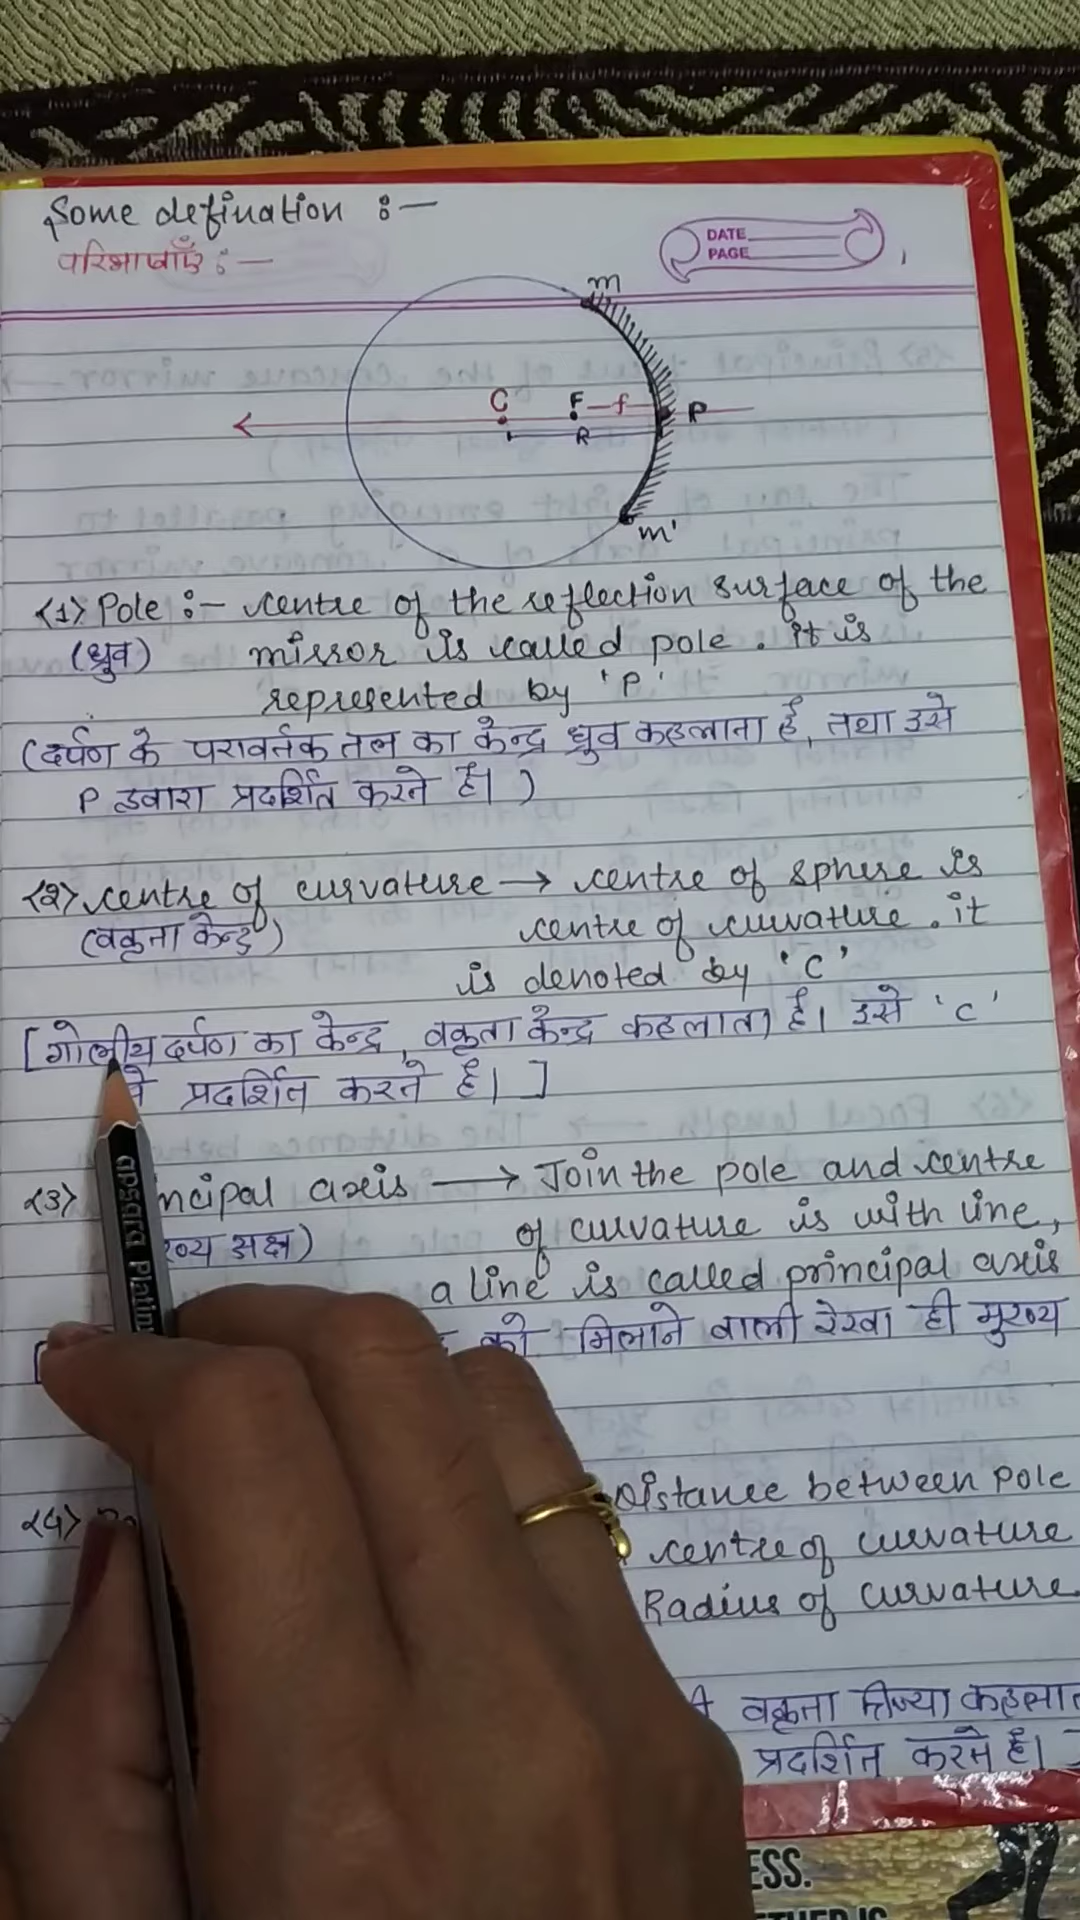 Some defination :—
परिभाषाएँ :—
DATE
PAGE
m
C F f P
R
m'
<1> Pole :- centre of the reflection surface of the
(ध्रुव) mirror is called pole. it is
represented by 'P'
(दर्पण के परावर्तक तल का केन्द्र ध्रुव कहलाता है, तथा उसे
P द्वारा प्रदर्शित करते हैं। )
<2> centre of curvature → centre of sphere is
(वक्रता केन्द्र) centre of curvature. it
is denoted by 'C'
[गोलीय दर्पण का केन्द्र, वक्रता केन्द्र कहलाता है। उसे 'C'
से प्रदर्शित करते है। ]
<3> ncipal axis → Join the pole and centre
ख्य अक्ष) of curvature is with line,
a line is called principal axis
[ को मिलाने वाली रेखा ही मुख्य
<4> Distance between pole
centre of curvature
Radius of curvature
वक्रता त्रिज्या कहलात
प्रदर्शित करते है।
ESS.